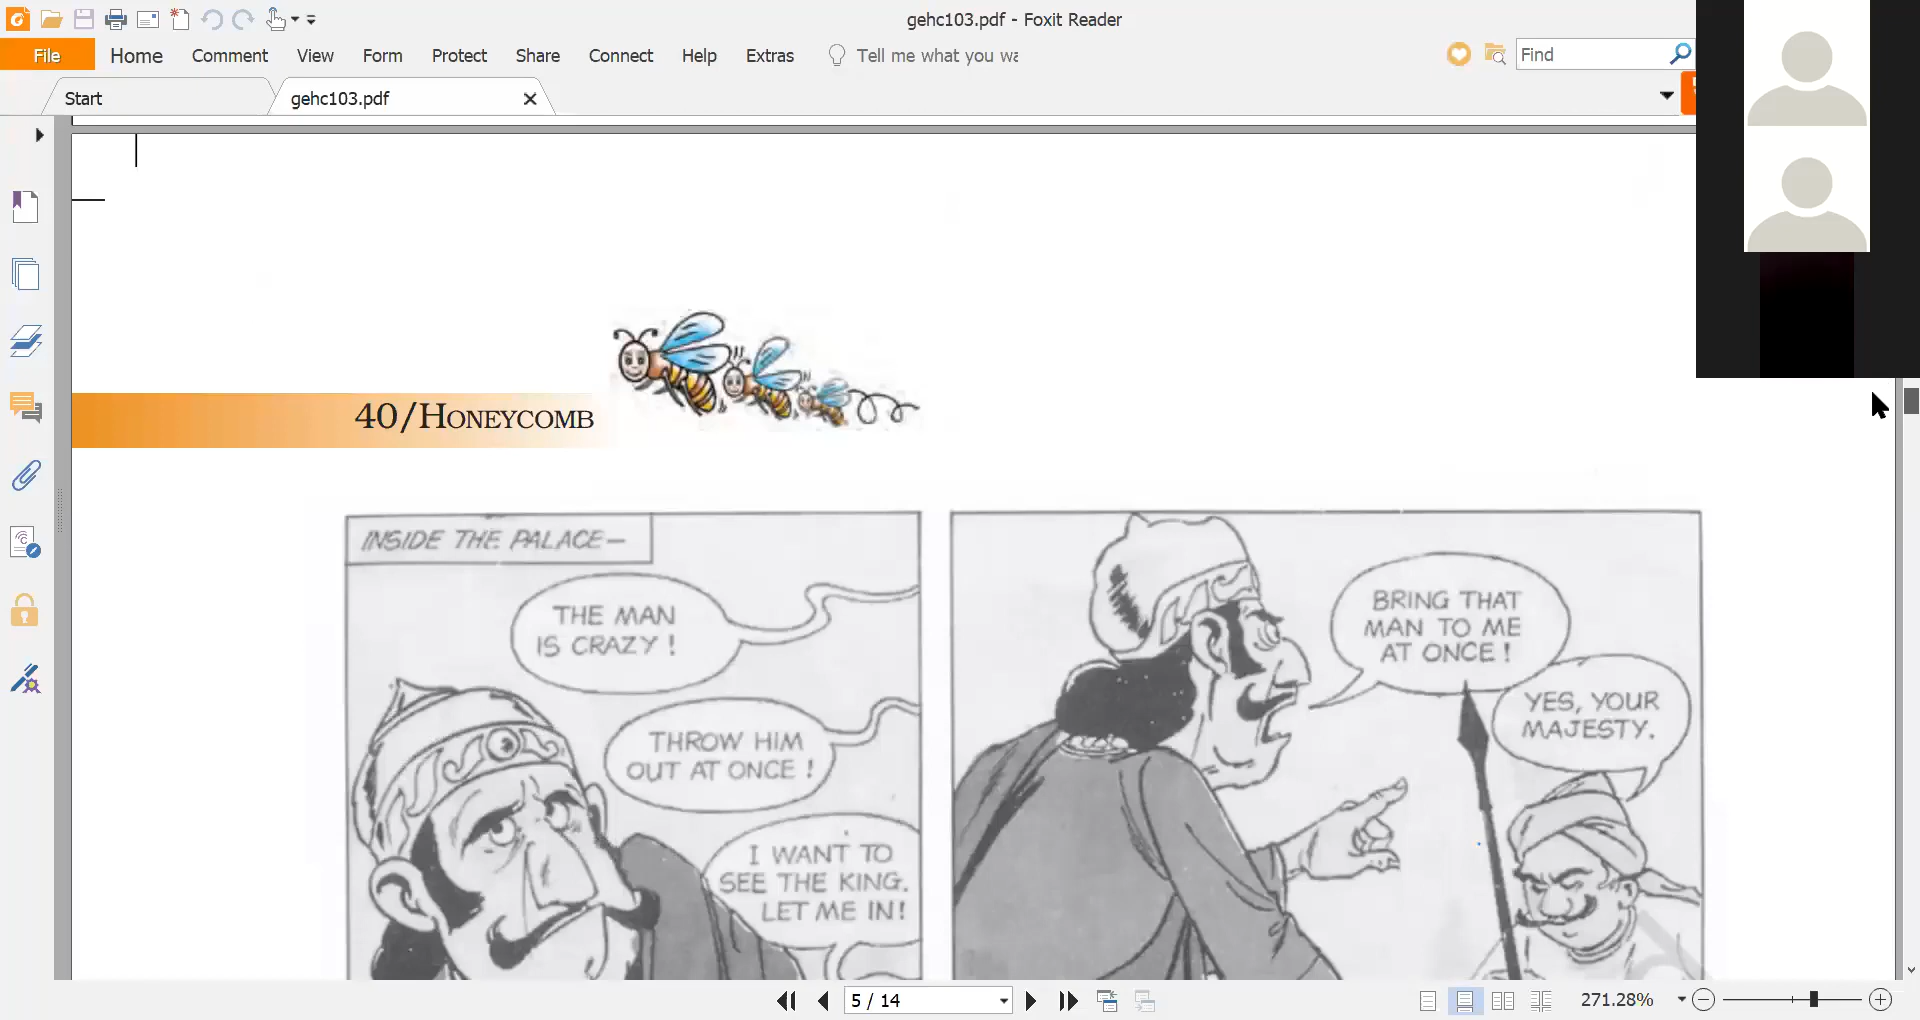 gehc103.pdf - Foxit Reader
File Home Comment View Form Protect Share Connect Help Extras Tell me what you wa Find
Start gehc103.pdf
40/HONEYCOMB
INSIDE THE PALACE—
THE MAN
IS CRAZY!
THROW HIM
OUT AT ONCE!
I WANT TO
SEE THE KING.
LET ME IN!
BRING THAT
MAN TO ME
AT ONCE!
YES, YOUR
MAJESTY.
5 / 14
271.28%